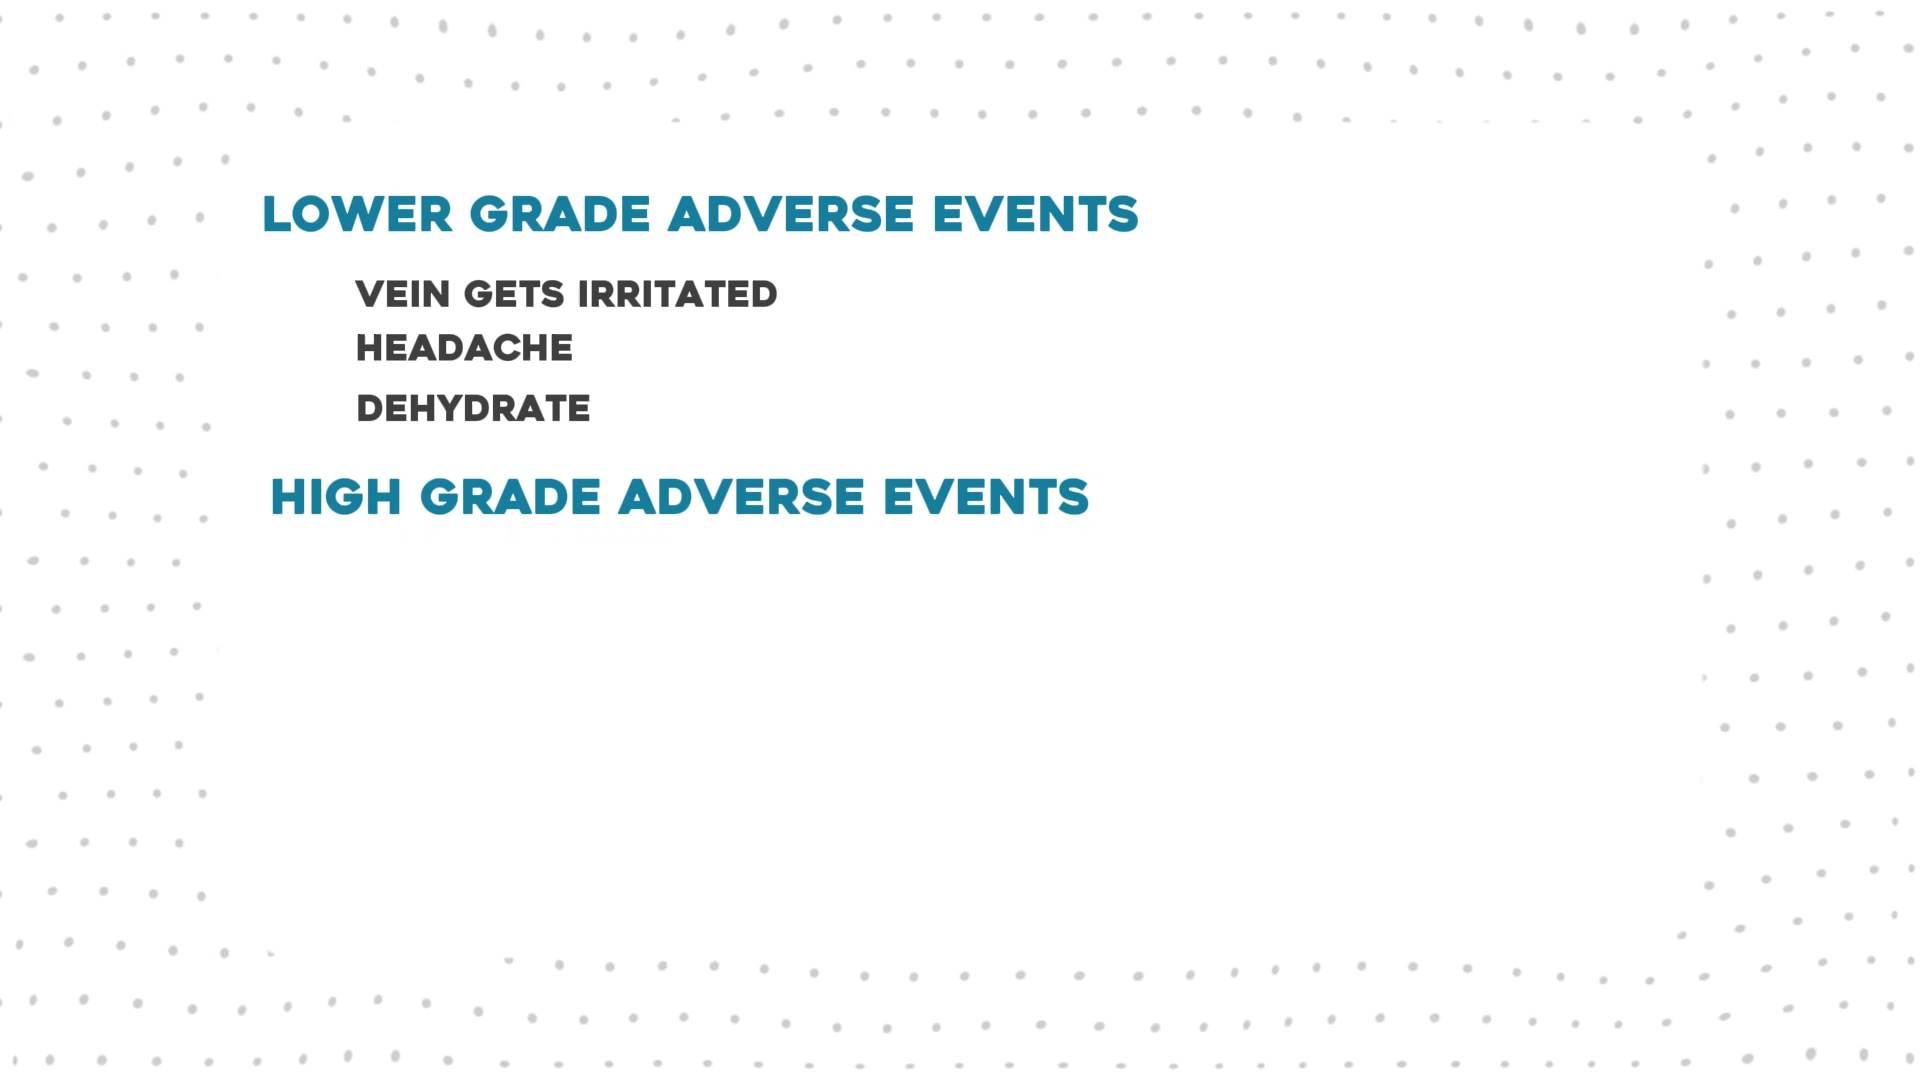 LOWER GRADE ADVERSE EVENTS
VEIN GETS IRRITATED
HEADACHE
DEHYDRATE
HIGH GRADE ADVERSE EVENTS